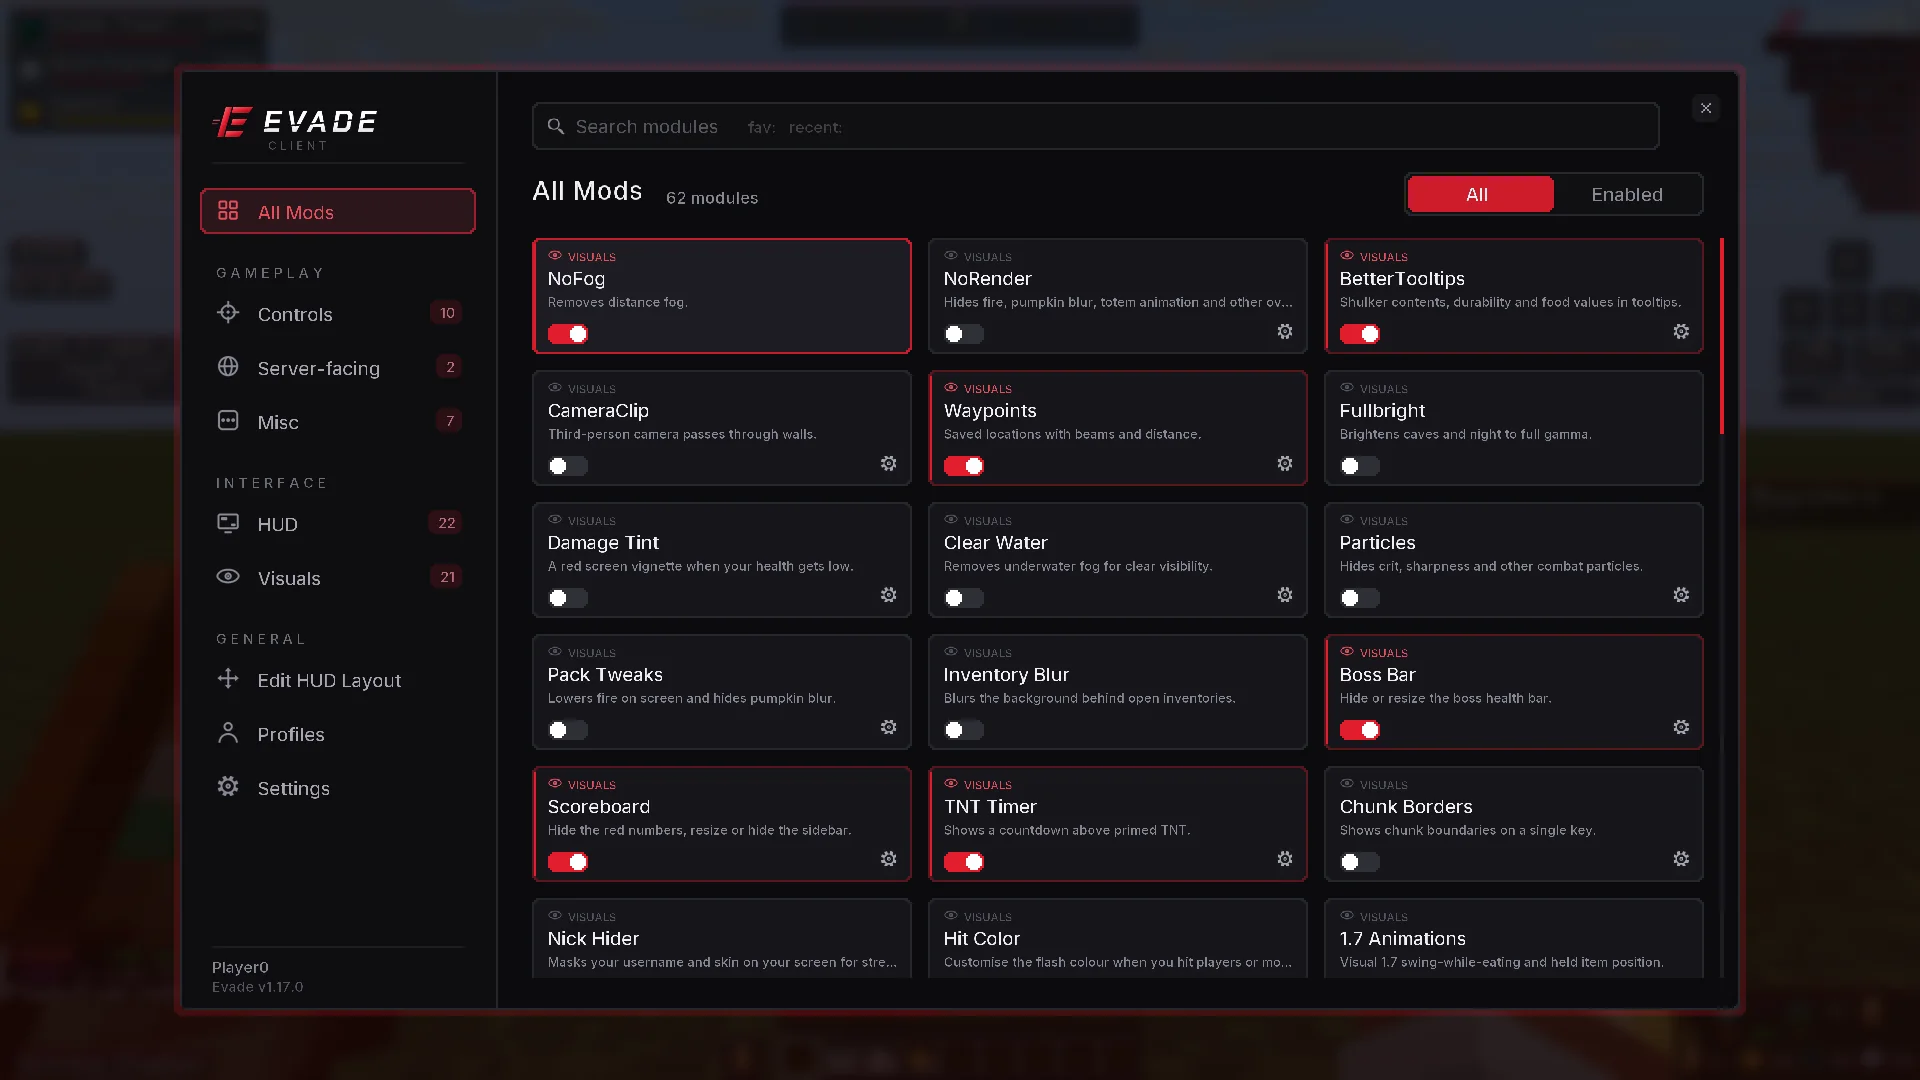 EVADE
CLIENT
All Mods
GAMEPLAY
Controls 10
Server-facing 2
Misc 7
INTERFACE
HUD 22
Visuals 21
GENERAL
Edit HUD Layout
Profiles
Settings
Player0
Evade v1.17.0
Search modules fav: recent:
All Mods 62 modules
All Enabled
VISUALS
NoFog
Removes distance fog.
VISUALS
NoRender
Hides fire, pumpkin blur, totem animation and other ov...
VISUALS
BetterTooltips
Shulker contents, durability and food values in tooltips.
VISUALS
CameraClip
Third-person camera passes through walls.
VISUALS
Waypoints
Saved locations with beams and distance.
VISUALS
Fullbright
Brightens caves and night to full gamma.
VISUALS
Damage Tint
A red screen vignette when your health gets low.
VISUALS
Clear Water
Removes underwater fog for clear visibility.
VISUALS
Particles
Hides crit, sharpness and other combat particles.
VISUALS
Pack Tweaks
Lowers fire on screen and hides pumpkin blur.
VISUALS
Inventory Blur
Blurs the background behind open inventories.
VISUALS
Boss Bar
Hide or resize the boss health bar.
VISUALS
Scoreboard
Hide the red numbers, resize or hide the sidebar.
VISUALS
TNT Timer
Shows a countdown above primed TNT.
VISUALS
Chunk Borders
Shows chunk boundaries on a single key.
VISUALS
Nick Hider
Masks your username and skin on your screen for stre...
VISUALS
Hit Color
Customise the flash colour when you hit players or mo...
VISUALS
1.7 Animations
Visual 1.7 swing-while-eating and held item position.